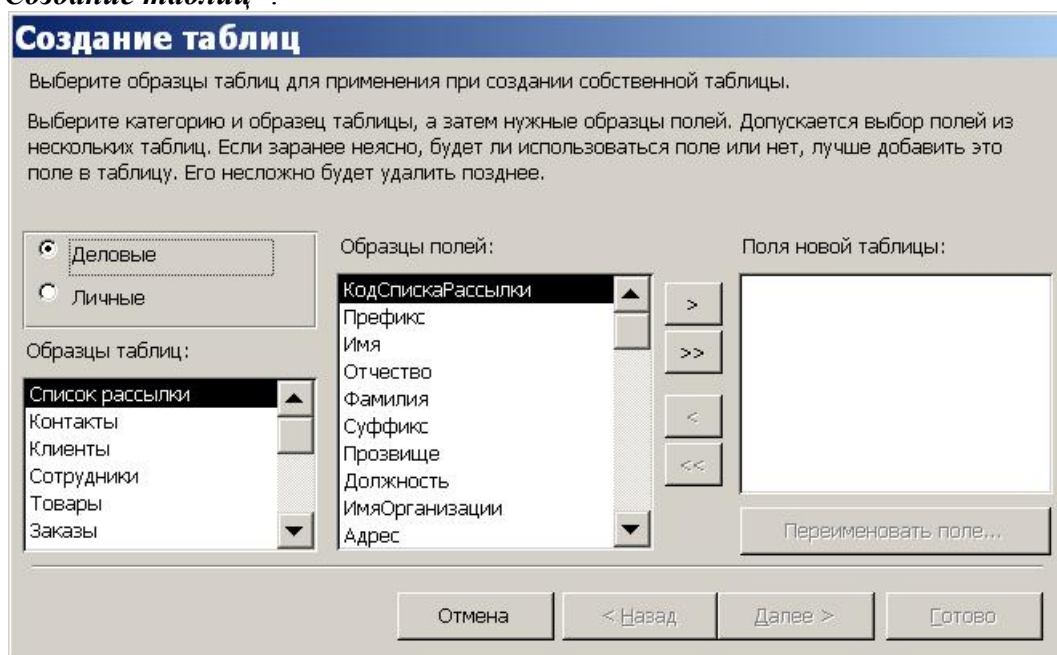 Создание таблиц".
Создание таблиц
Выберите образцы таблиц для применения при создании собственной таблицы.
Выберите категорию и образец таблицы, а затем нужные образцы полей. Допускается выбор полей из
нескольких таблиц. Если заранее неясно, будет ли использоваться поле или нет, лучше добавить это
поле в таблицу. Его несложно будет удалить позднее.
Деловые
Личные
Образцы таблиц:
Список рассылки
Контакты
Клиенты
Сотрудники
Товары
Заказы
Образцы полей:
КодСпискаРассылки
Префикс
Имя
Отчество
Фамилия
Суффикс
Прозвище
Должность
ИмяОрганизации
Адрес
>
>>
<
<<
Поля новой таблицы:
Переименовать поле...
Отмена
< Назад
Далее >
Готово